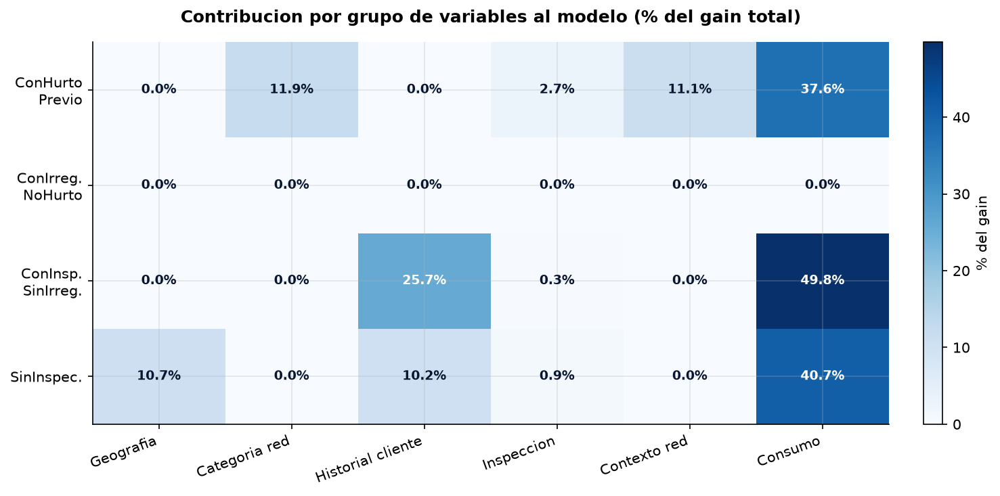 Contribucion por grupo de variables al modelo (% del gain total)
ConHurto
Previo
0.0%
11.9%
0.0%
2.7%
11.1%
37.6%
ConIrreg.
NoHurto
0.0%
0.0%
0.0%
0.0%
0.0%
0.0%
ConInsp.
SinIrreg.
0.0%
0.0%
25.7%
0.3%
0.0%
49.8%
SinInspec.
10.7%
0.0%
10.2%
0.9%
0.0%
40.7%
Geografia
Categoria red
Historial cliente
Inspeccion
Contexto red
Consumo
40
30
20
10
0
% del gain